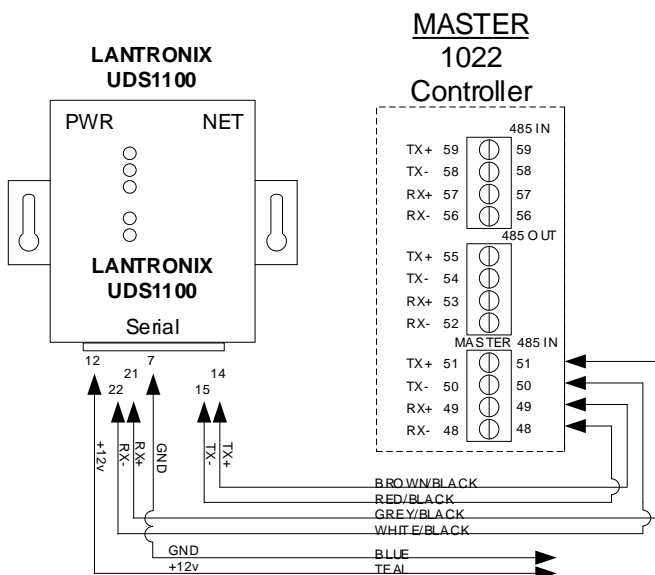 MASTER
1022
Controller
LANTRONIX
UDS1100
PWR NET
LANTRONIX
UDS1100
Serial
485 IN
TX+ 59 59
TX- 58 58
RX+ 57 57
RX- 56 56
485 OUT
TX+ 55
TX- 54
RX+ 53
RX- 52
MASTER 485 IN
TX+ 51 51
TX- 50 50
RX+ 49 49
RX- 48 48
12 21 7 14
22 15
+12v
RX-
RX+
GND
TX-
TX+
BROWN/BLACK
RED/BLACK
GREY/BLACK
WHITE/BLACK
GND BLUE
+12v TEAL